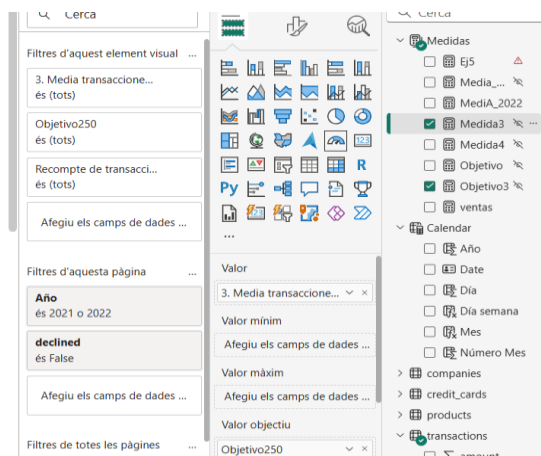 Cerca
Filtres d'aquest element visual ...
3. Media transaccione...
és (tots)
Objetivo250
és (tots)
Recompte de transacci...
és (tots)
Afegiu els camps de dades ...
Filtres d'aquesta pàgina ...
Año
és 2021 o 2022
declined
és False
Afegiu els camps de dades ...
Filtres de totes les pàgines ...
123
R
Py
...
Valor
3. Media transaccione...
Valor mínim
Afegiu els camps de dades ...
Valor màxim
Afegiu els camps de dades ...
Valor objectiu
Objetivo250
Cerca
Medidas
Ej5
Media_...
MediA_2022
Medida3 ...
Medida4
Objetivo
Objetivo3
ventas
Calendar
Año
Date
Día
Día semana
Mes
Número Mes
companies
credit_cards
products
transactions
amount